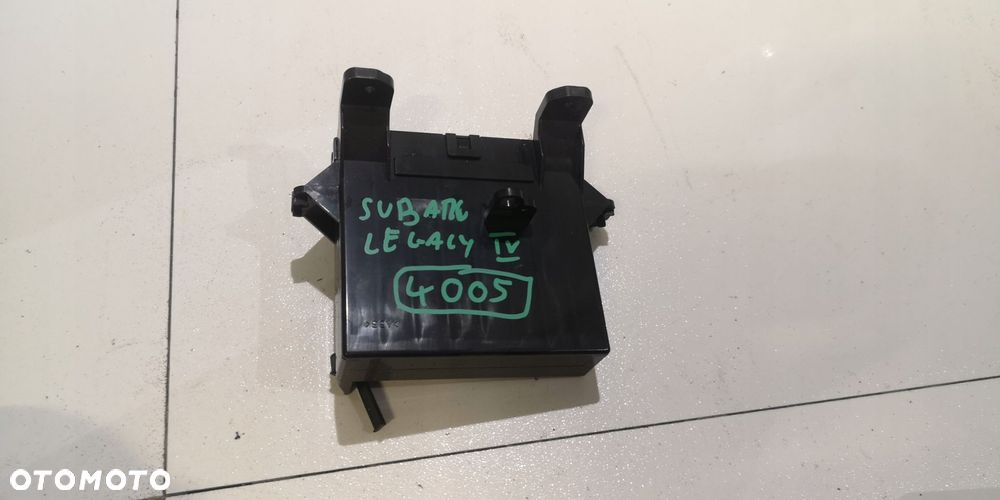 SUBARU
LEGACY IV
4005
OTOMOTO